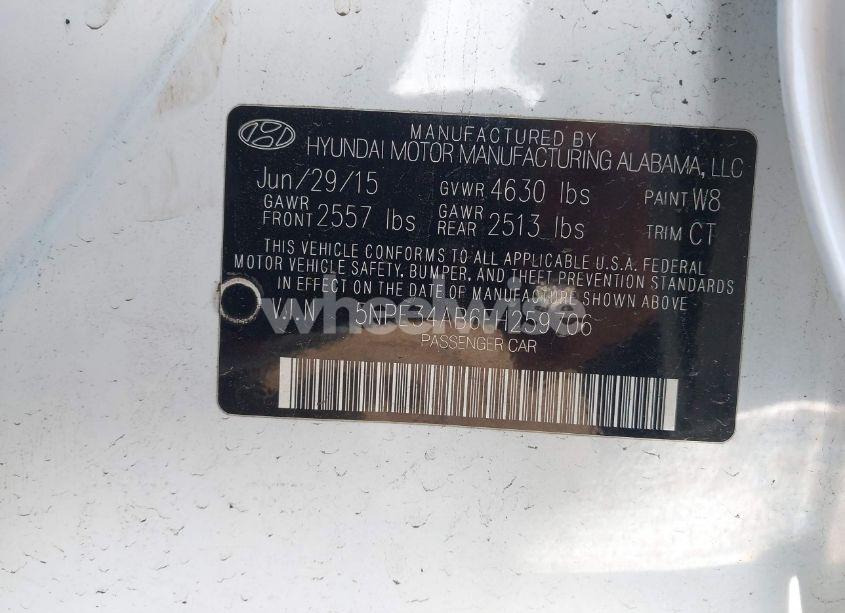 MANUFACTURED BY
HYUNDAI MOTOR MANUFACTURING ALABAMA, LLC
Jun/29/15 GVWR 4630 lbs PAINT W8
GAWR FRONT 2557 lbs GAWR REAR 2513 lbs TRIM CT
THIS VEHICLE CONFORMS TO ALL APPLICABLE U.S.A. FEDERAL
MOTOR VEHICLE SAFETY, BUMPER, AND THEFT PREVENTION STANDARDS
IN EFFECT ON THE DATE OF MANUFACTURE SHOWN ABOVE
V.I.N 5NPE34AB6FH259706
wheelwise
PASSENGER CAR